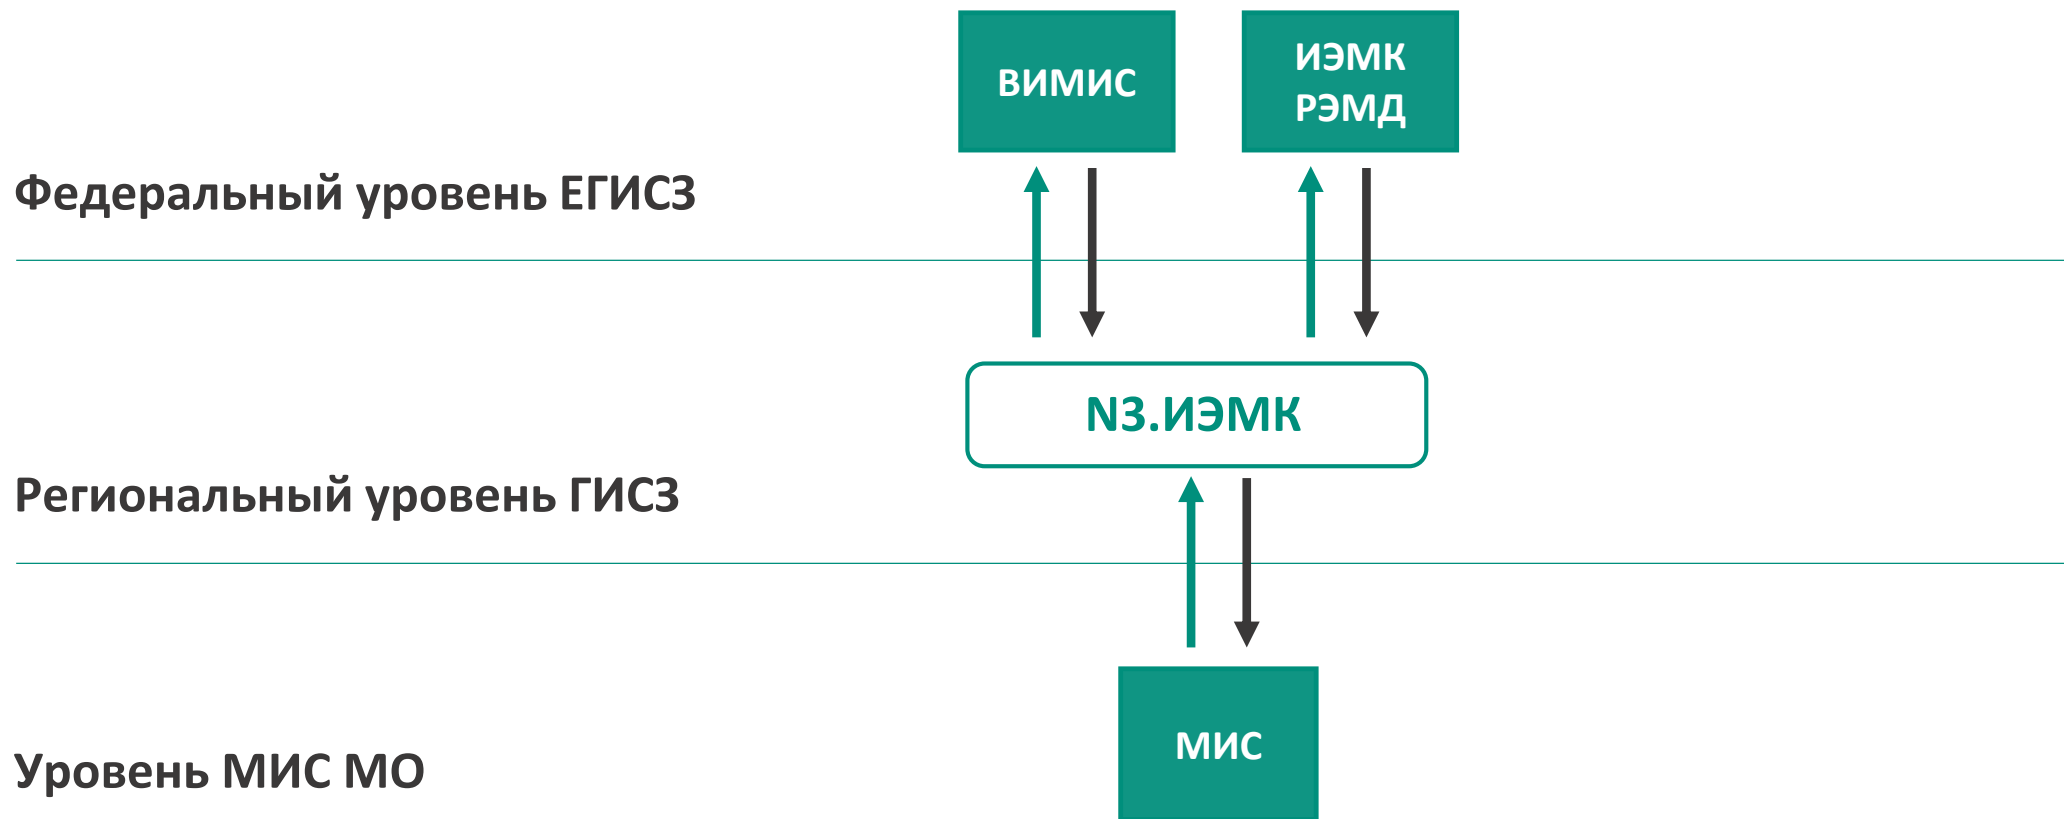 ВИМИС
ИЭМК
РЭМД
Федеральный уровень ЕГИСЗ
N3.ИЭМК
Региональный уровень ГИСЗ
МИС
Уровень МИС МО